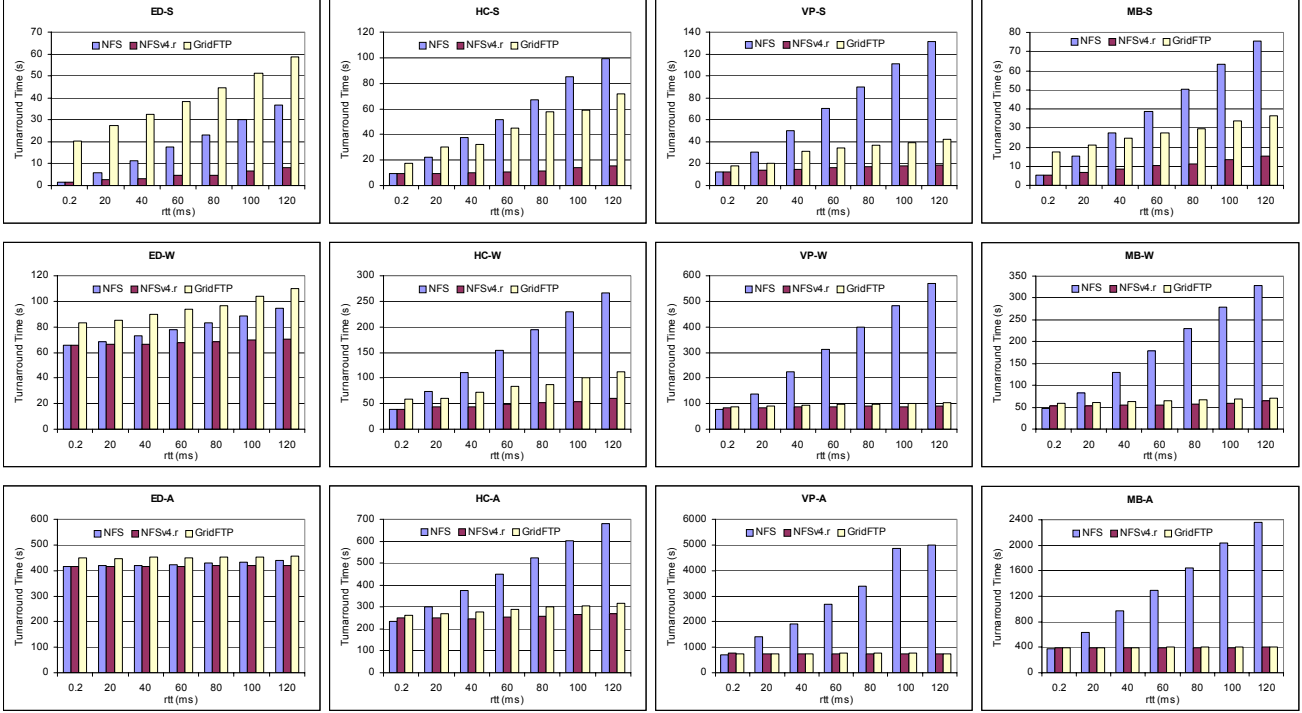 ED-S
NFS NFSv4.r GridFTP
Turnarround Time (s)
70
60
50
40
30
20
10
0
0.2 20 40 60 80 100 120
rtt (ms)
HC-S
NFS NFSv4.r GridFTP
Turnarround Time (s)
120
100
80
60
40
20
0
0.2 20 40 60 80 100 120
rtt (ms)
VP-S
NFS NFSv4.r GridFTP
Turnarround Time (s)
140
120
100
80
60
40
20
0
0.2 20 40 60 80 100 120
rtt (ms)
MB-S
NFS NFSv4.r GridFTP
Turnarround Time (s)
80
70
60
50
40
30
20
10
0
0.2 20 40 60 80 100 120
rtt (ms)
ED-W
NFS NFSv4.r GridFTP
Turnarround Time (s)
120
100
80
60
40
20
0
0.2 20 40 60 80 100 120
rtt (ms)
HC-W
NFS NFSv4.r GridFTP
Turnarround Time (s)
300
250
200
150
100
50
0
0.2 20 40 60 80 100 120
rtt (ms)
VP-W
NFS NFSv4.r GridFTP
Turnarround Time (s)
600
500
400
300
200
100
0
0.2 20 40 60 80 100 120
rtt (ms)
MB-W
NFS NFSv4.r GridFTP
Turnarround Time (s)
350
300
250
200
150
100
50
0
0.2 20 40 60 80 100 120
rtt (ms)
ED-A
NFS NFSv4.r GridFTP
Turnarround Time (s)
600
500
400
300
200
100
0
0.2 20 40 60 80 100 120
rtt (ms)
HC-A
NFS NFSv4.r GridFTP
Turnarround Time (s)
700
600
500
400
300
200
100
0
0.2 20 40 60 80 100 120
rtt (ms)
VP-A
NFS NFSv4.r GridFTP
Turnarround Time (s)
6000
5000
4000
3000
2000
1000
0
0.2 20 40 60 80 100 120
rtt (ms)
MB-A
NFS NFSv4.r GridFTP
Turnarround Time (s)
2400
2000
1600
1200
800
400
0
0.2 20 40 60 80 100 120
rtt (ms)